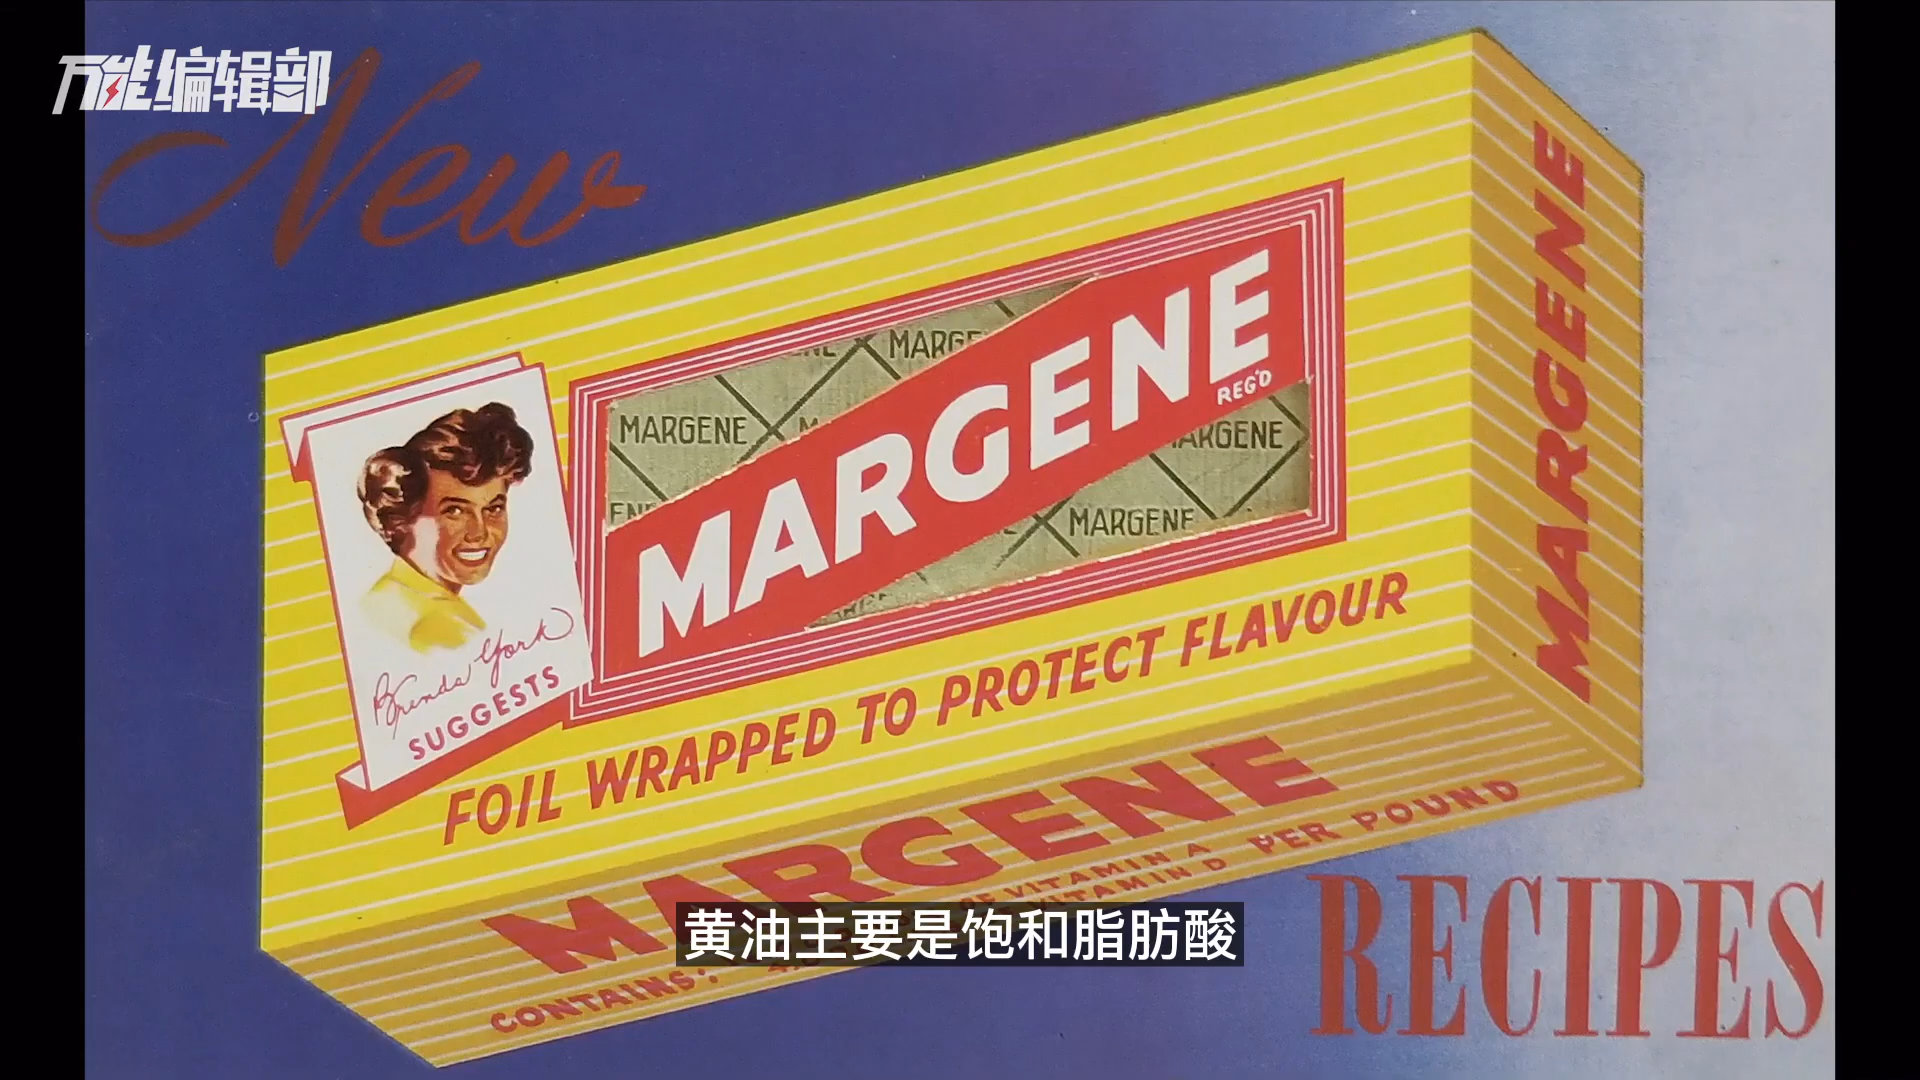 万能编辑部
New
MARGENE
MARGENE
MARGENE
MARGENE
REG'D
MARGENE
Brenda York
SUGGESTS
FOIL WRAPPED TO PROTECT FLAVOUR
MARGENE
VITAMIN A
VITAMIN D PER POUND
CONTAINS:
黄油主要是饱和脂肪酸
RECIPES